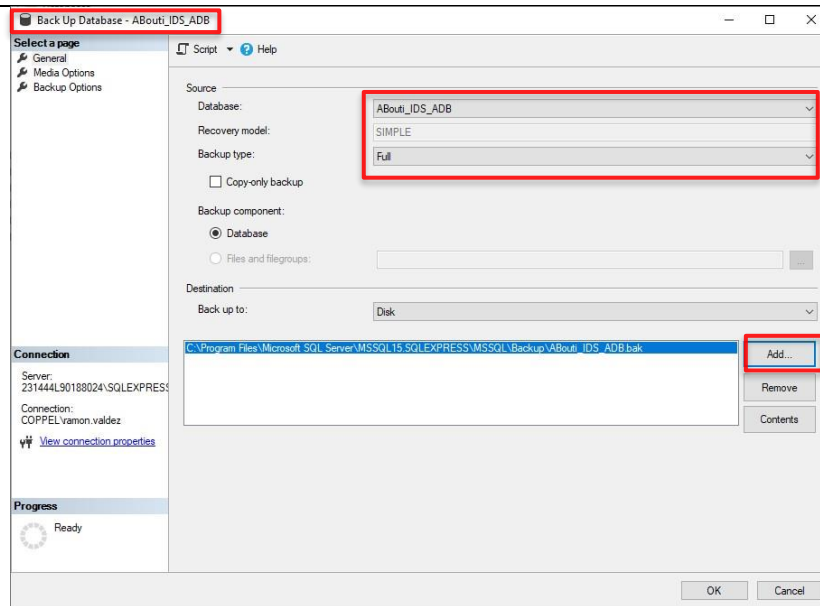 Back Up Database - ABouti_IDS_ADB
Select a page
General
Media Options
Backup Options
Script
Help
Source
Database:
ABouti_IDS_ADB
Recovery model:
SIMPLE
Backup type:
Full
Copy-only backup
Backup component:
Database
Files and filegroups:
...
Destination
Back up to:
Disk
C:\Program Files\Microsoft SQL Server\MSSQL15.SQLEXPRESS\MSSQL\Backup\ABouti_IDS_ADB.bak
Add...
Remove
Contents
Connection
Server:
231444L90188024\SQLEXPRESS
Connection:
COPPEL\ramon.valdez
View connection properties
Progress
Ready
OK
Cancel